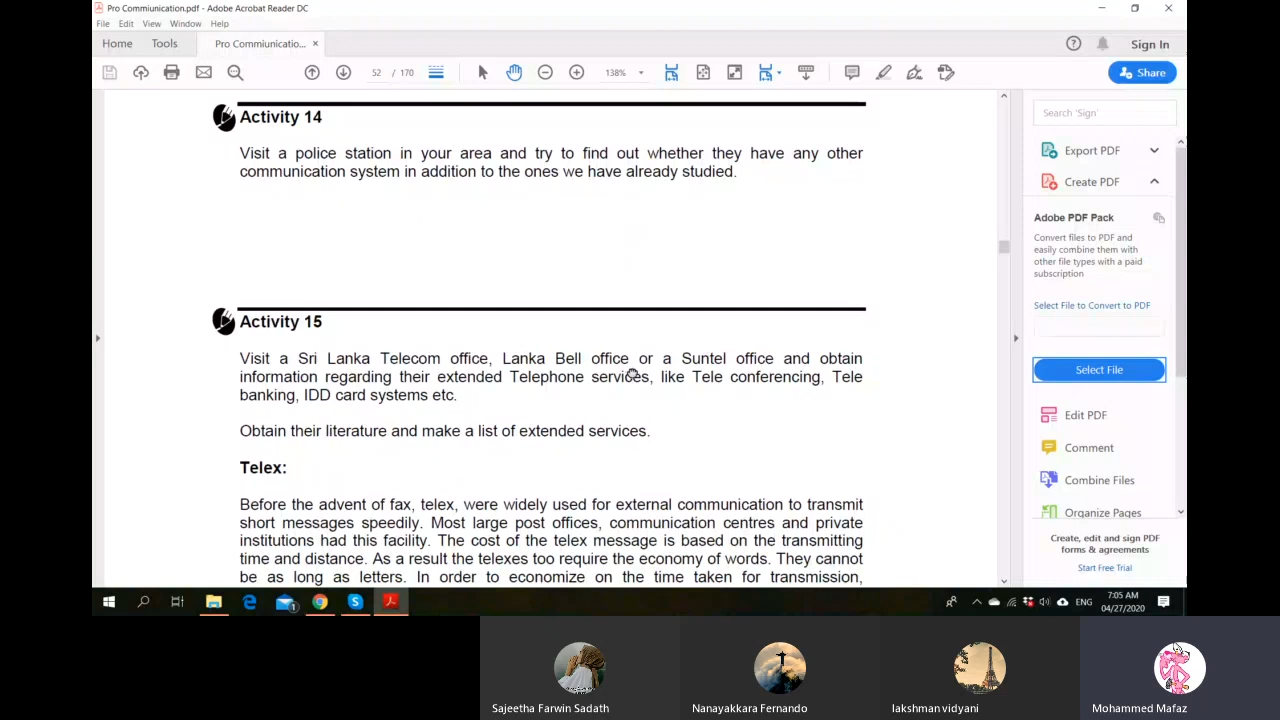 Pro Communication.pdf - Adobe Acrobat Reader DC
File Edit View Window Help
Home Tools Pro Commiunicatio... × Sign In
52 / 170 138% Share
Activity 14
Visit a police station in your area and try to find out whether they have any other
communication system in addition to the ones we have already studied.
Activity 15
Visit a Sri Lanka Telecom office, Lanka Bell office or a Suntel office and obtain
information regarding their extended Telephone services, like Tele conferencing, Tele
banking, IDD card systems etc.
Obtain their literature and make a list of extended services.
Telex:
Before the advent of fax, telex, were widely used for external communication to transmit
short messages speedily. Most large post offices, communication centres and private
institutions had this facility. The cost of the telex message is based on the transmitting
time and distance. As a result the telexes too require the economy of words. They cannot
be as long as letters. In order to economize on the time taken for transmission,
Search 'Sign'
Export PDF
Create PDF
Adobe PDF Pack
Convert files to PDF and
easily combine them with
other file types with a paid
subscription
Select File to Convert to PDF
Select File
Edit PDF
Comment
Combine Files
Organize Pages
Create, edit and sign PDF
forms & agreements
Start Free Trial
1
ENG
7:05 AM
04/27/2020
Sajeetha Farwin Sadath
Nanayakkara Fernando
lakshman vidyani
Mohammed Mafaz